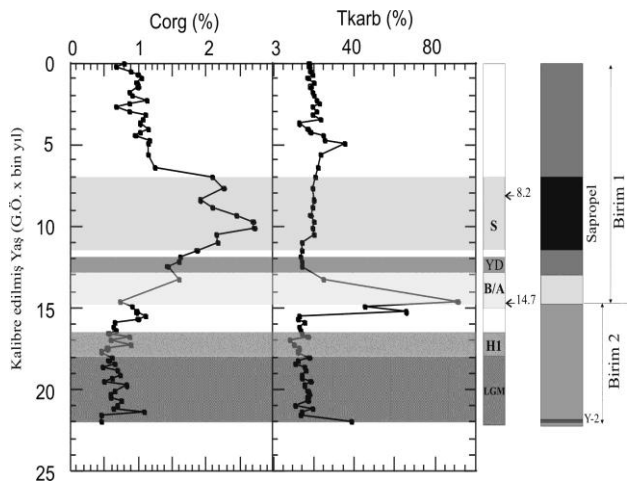 Corg (%) Tkarb (%)
0 1 2 3 40 80
Kalibre edilmiş Yaş (G.Ö. x bin yıl)
0
5
10
15
20
25
S
YD
B/A
H1
LGM
8.2
14.7
Sapropel
Y-2
Birim 1
Birim 2